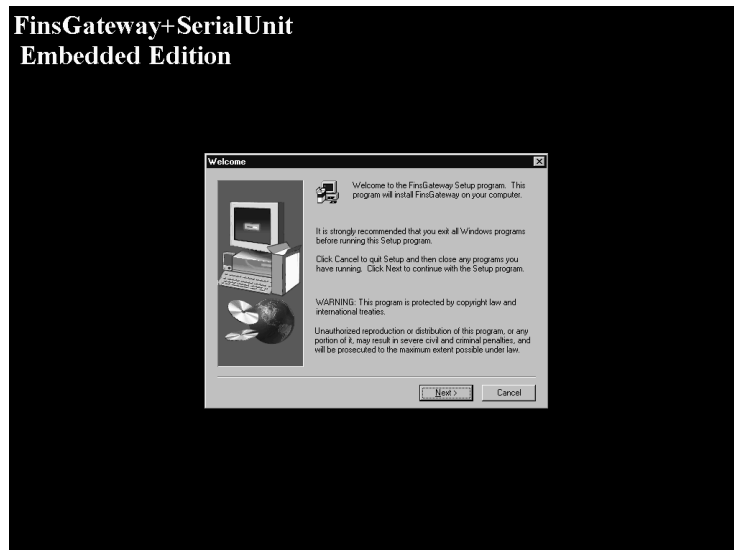 FinsGateway+SerialUnit
Embedded Edition
Welcome
Welcome to the FinsGateway Setup program. This
program will install FinsGateway on your computer.
It is strongly recommended that you exit all Windows programs
before running this Setup program.
Click Cancel to quit Setup and then close any programs you
have running. Click Next to continue with the Setup program.
WARNING: This program is protected by copyright law and
international treaties.
Unauthorized reproduction or distribution of this program, or any
portion of it, may result in severe civil and criminal penalties, and
will be prosecuted to the maximum extent possible under law.
Next >
Cancel